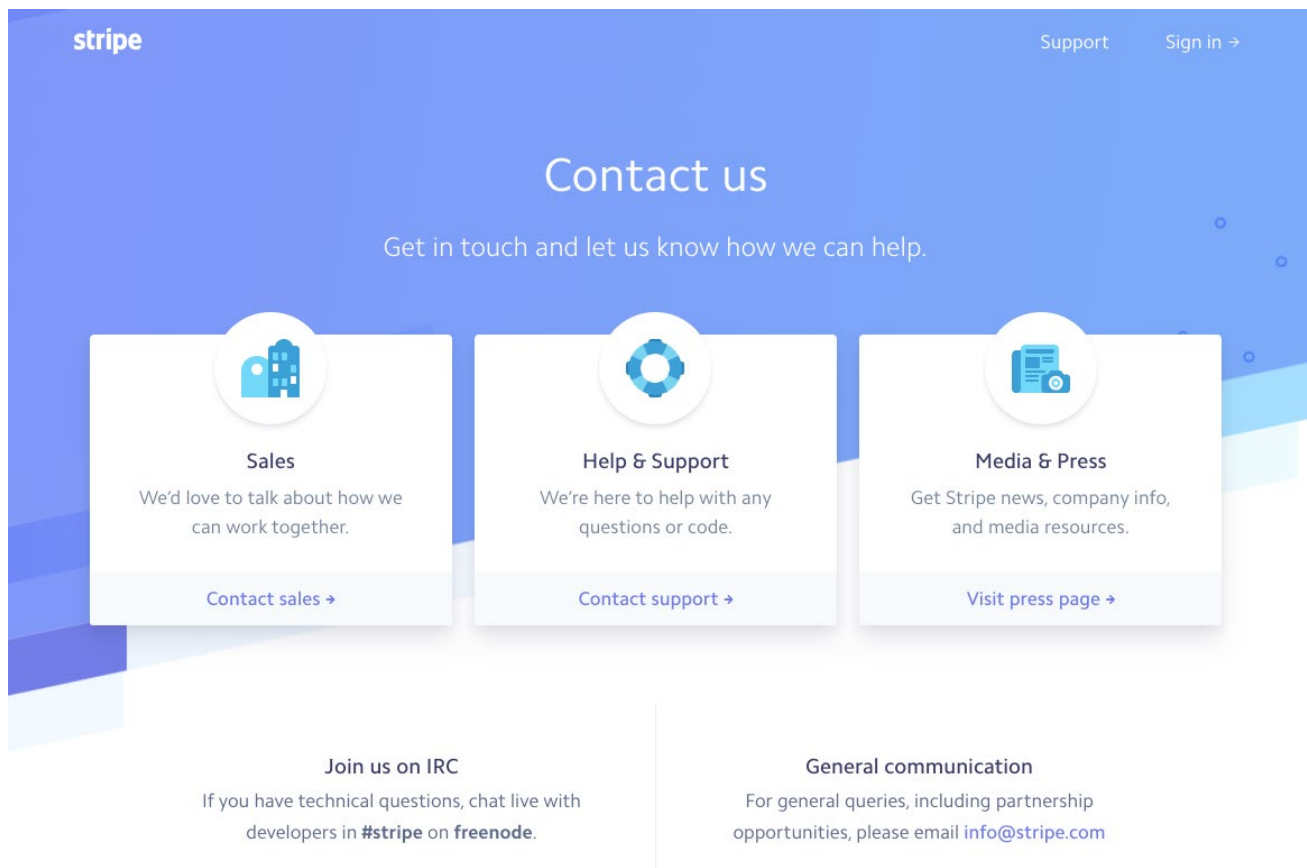 stripe
Support
Sign in →
Contact us
Get in touch and let us know how we can help.
Sales
We’d love to talk about how we
can work together.
Contact sales →
Help & Support
We’re here to help with any
questions or code.
Contact support →
Media & Press
Get Stripe news, company info,
and media resources.
Visit press page →
Join us on IRC
If you have technical questions, chat live with
developers in #stripe on freenode.
General communication
For general queries, including partnership
opportunities, please email info@stripe.com